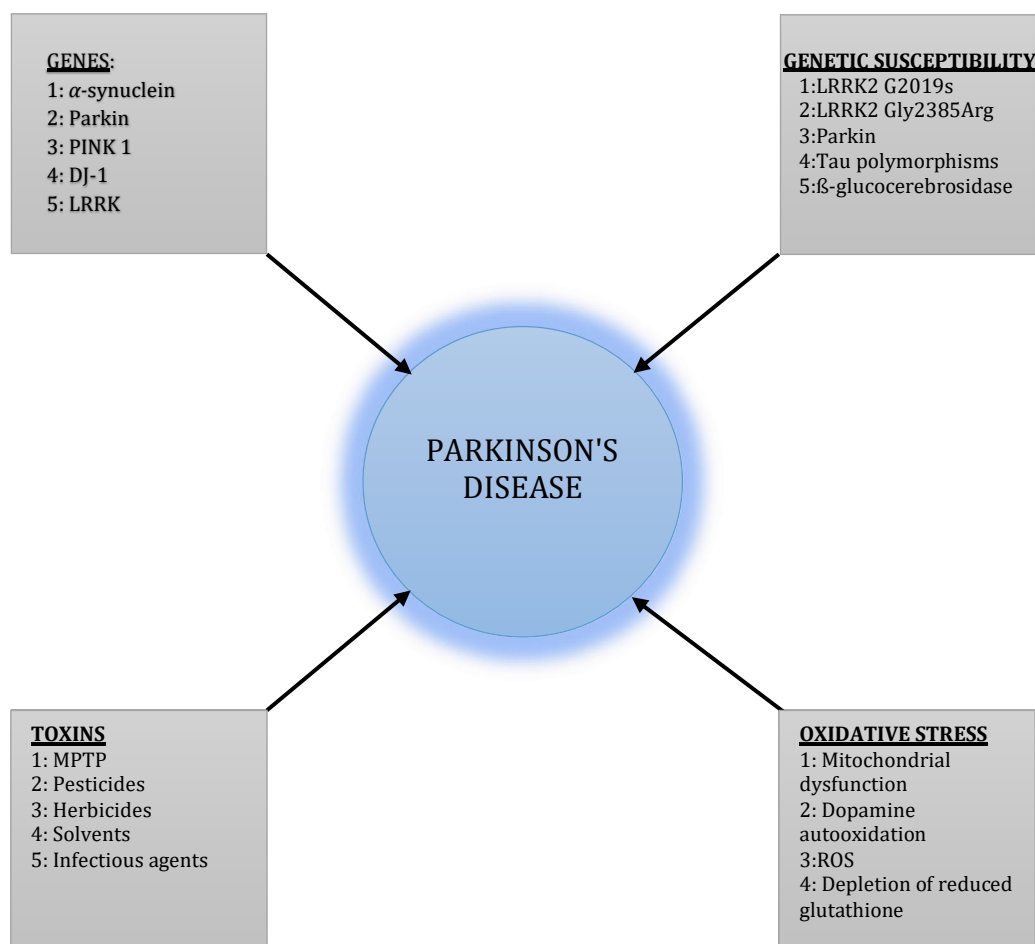 GENES:
1: α-synuclein
2: Parkin
3: PINK 1
4: DJ-1
5: LRRK
GENETIC SUSCEPTIBILITY
1:LRRK2 G2019s
2:LRRK2 Gly2385Arg
3:Parkin
4:Tau polymorphisms
5:ß-glucocerebrosidase
PARKINSON'S
DISEASE
TOXINS
1: MPTP
2: Pesticides
3: Herbicides
4: Solvents
5: Infectious agents
OXIDATIVE STRESS
1: Mitochondrial
dysfunction
2: Dopamine
autooxidation
3:ROS
4: Depletion of reduced
glutathione